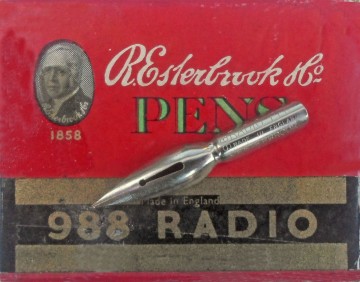 R. Esterbrook & Co
PENS
1858
Made in England
988 RADIO